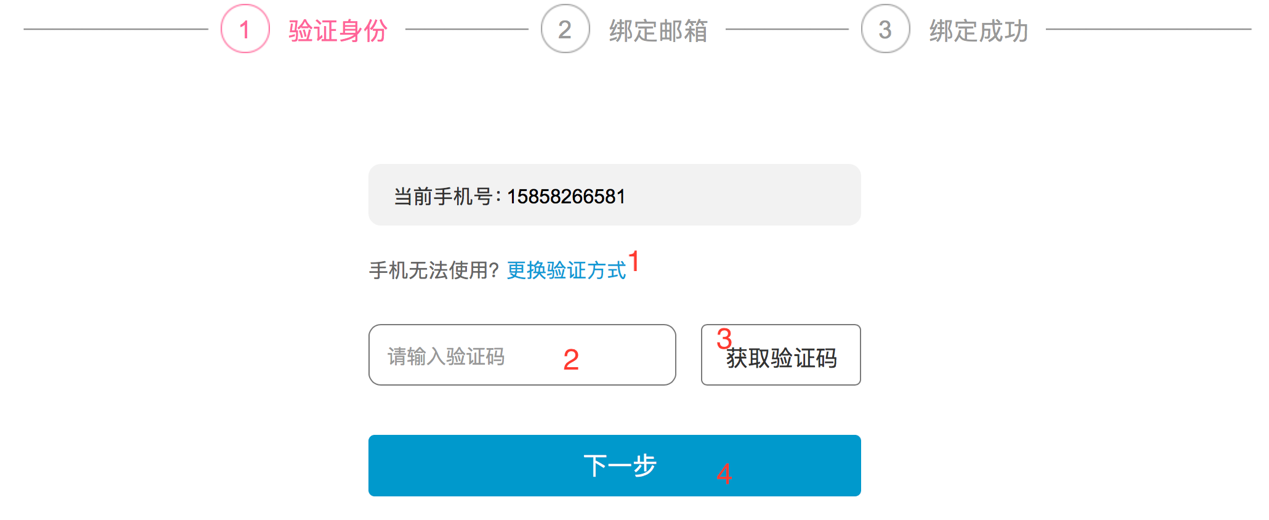 1 验证身份 2 绑定邮箱 3 绑定成功
当前手机号：15858266581
手机无法使用？更换验证方式 1
请输入验证码 2 3 获取验证码
下一步 4